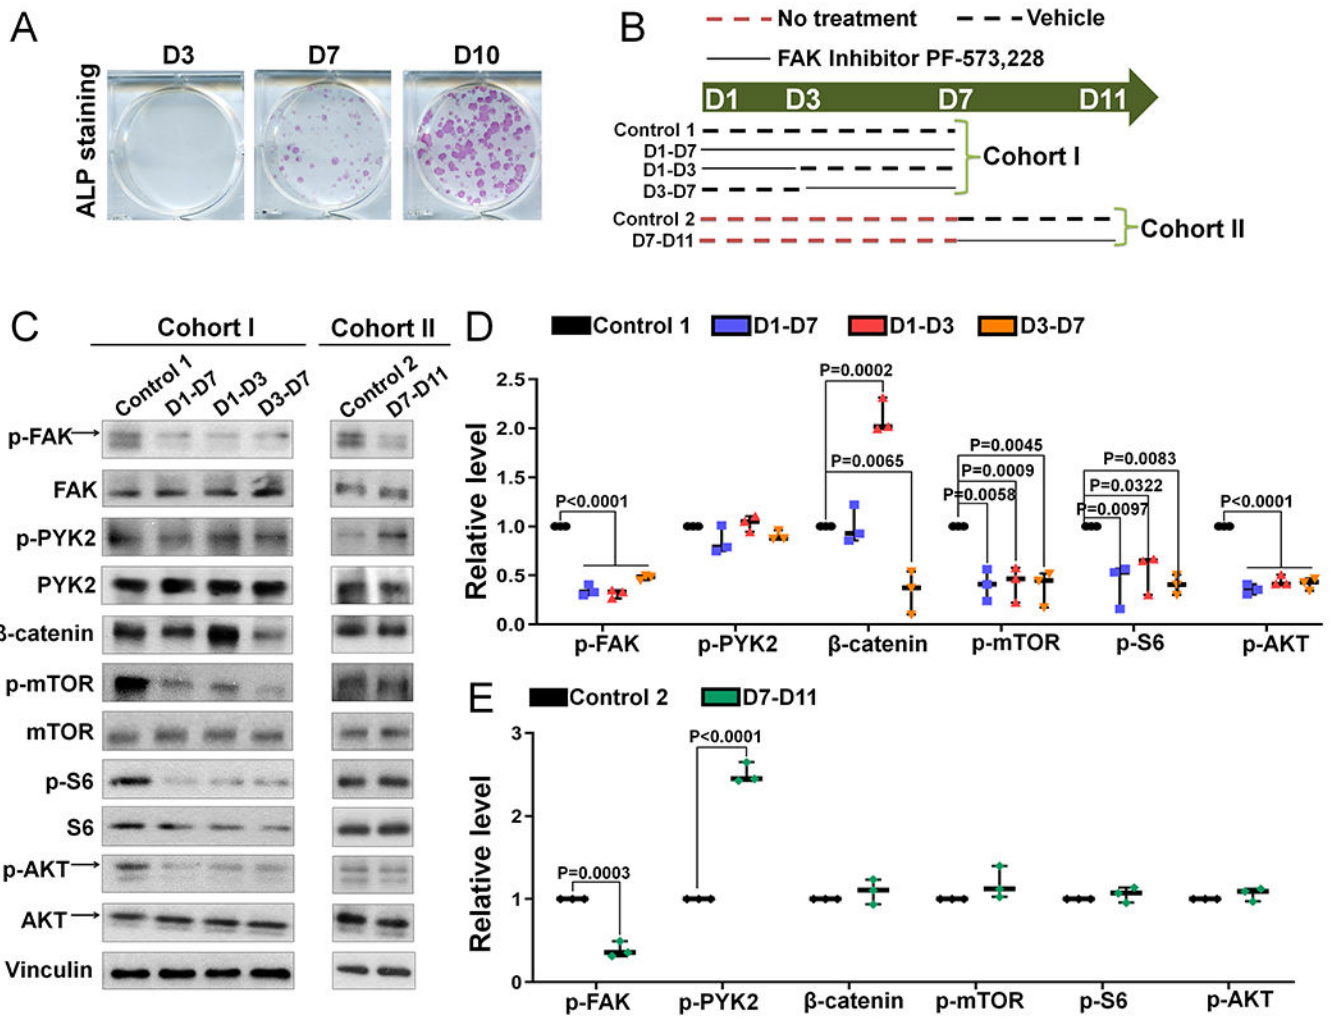 A
D3 D7 D10
ALP staining
B
No treatment Vehicle
FAK Inhibitor PF-573,228
D1 D3 D7 D11
Control 1
D1-D7
D1-D3
D3-D7
Cohort I
Control 2
D7-D11
Cohort II
C
Cohort I Cohort II
Control 1 D1-D7 D1-D3 D3-D7 Control 2 D7-D11
p-FAK
FAK
p-PYK2
PYK2
β-catenin
p-mTOR
mTOR
p-S6
S6
p-AKT
AKT
Vinculin
D
Control 1 D1-D7 D1-D3 D3-D7
Relative level
2.5
2.0
1.5
1.0
0.5
0.0
P<0.0001
P=0.0002
P=0.0065
P=0.0045
P=0.0009
P=0.0058
P=0.0083
P=0.0322
P=0.0097
P<0.0001
p-FAK p-PYK2 β-catenin p-mTOR p-S6 p-AKT
E
Control 2 D7-D11
Relative level
3
2
1
0
P=0.0003
P<0.0001
p-FAK p-PYK2 β-catenin p-mTOR p-S6 p-AKT